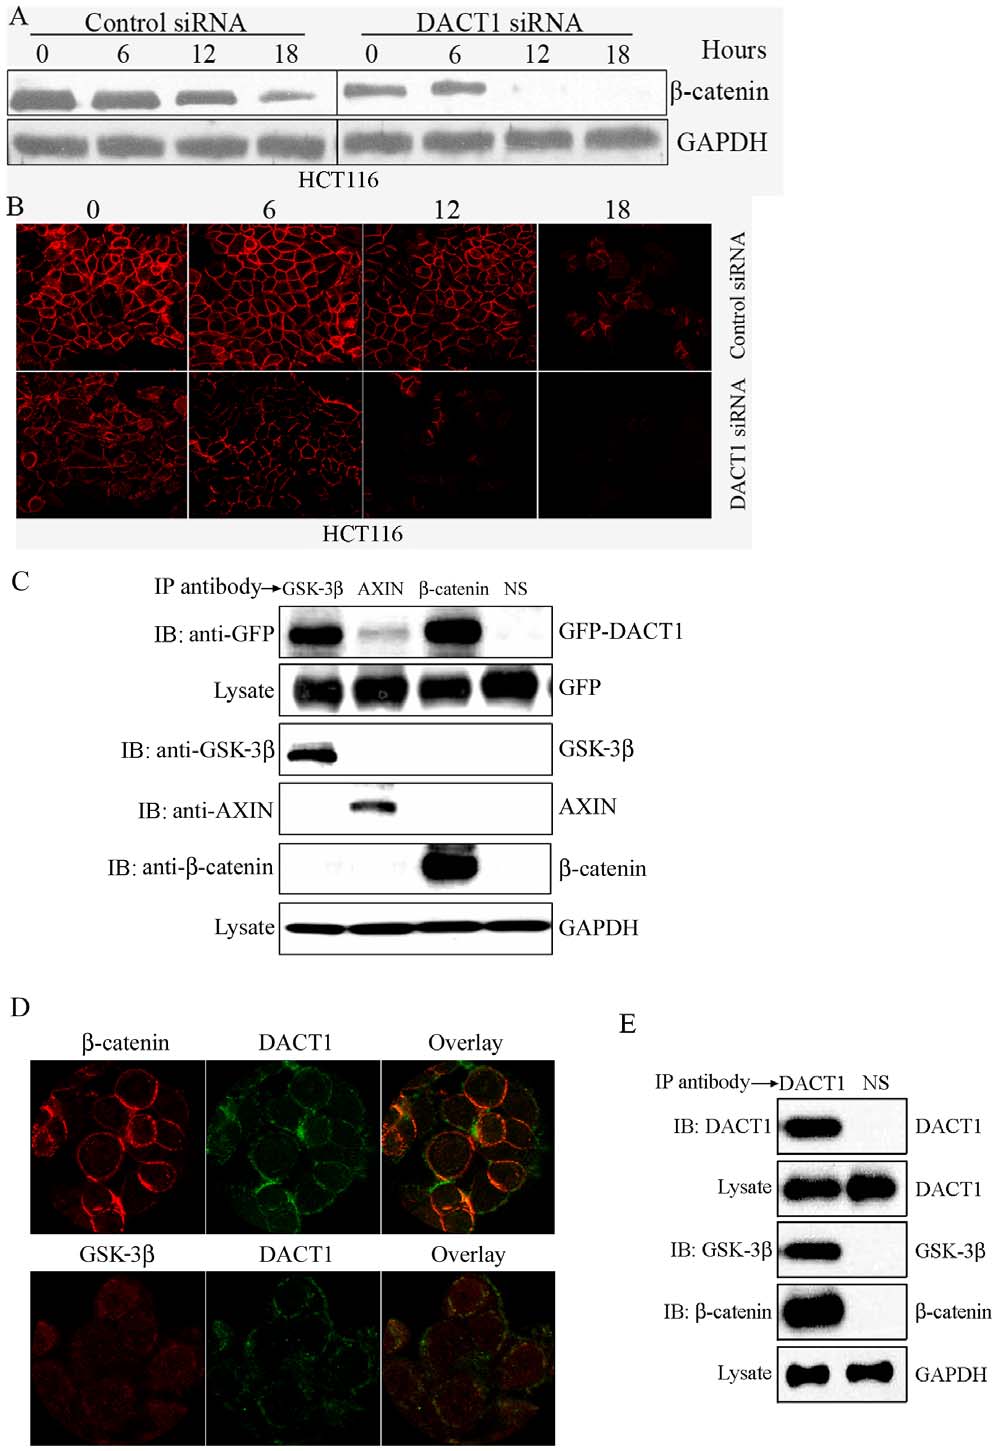 A
Control siRNA DACT1 siRNA
0 6 12 18 0 6 12 18 Hours
β-catenin
GAPDH
HCT116
B
0 6 12 18
Control siRNA
DACT1 siRNA
HCT116
C
IP antibody→GSK-3β AXIN β-catenin NS
IB: anti-GFP GFP-DACT1
Lysate GFP
IB: anti-GSK-3β GSK-3β
IB: anti-AXIN AXIN
IB: anti-β-catenin β-catenin
Lysate GAPDH
D
β-catenin DACT1 Overlay
GSK-3β DACT1 Overlay
E
IP antibody→DACT1 NS
IB: DACT1 DACT1
Lysate DACT1
IB: GSK-3β GSK-3β
IB: β-catenin β-catenin
Lysate GAPDH